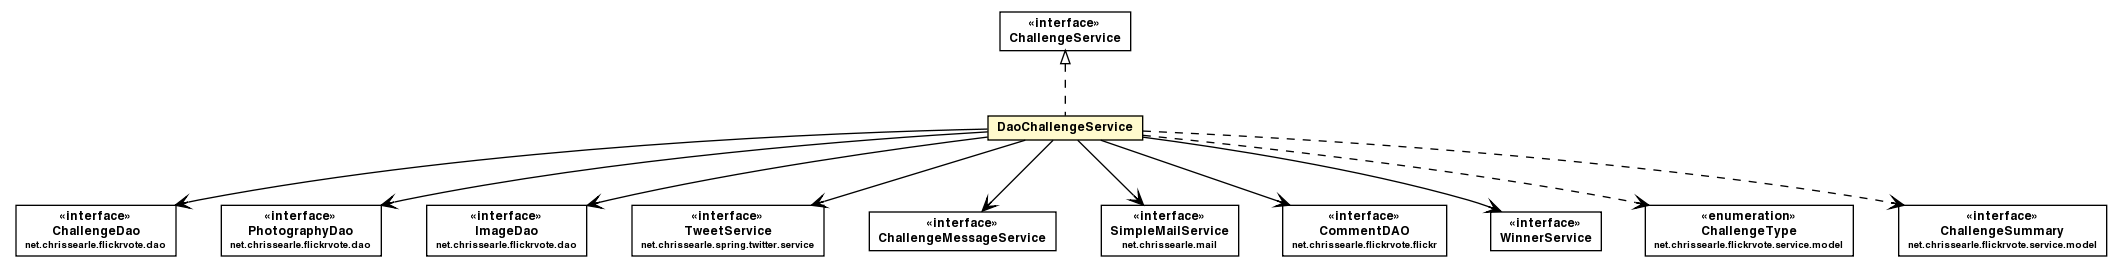 «interface»
ChallengeService
DaoChallengeService
«interface»
ChallengeDao
net.chrissearle.flickrvote.dao
«interface»
PhotographyDao
net.chrissearle.flickrvote.dao
«interface»
ImageDao
net.chrissearle.flickrvote.dao
«interface»
TweetService
net.chrissearle.spring.twitter.service
«interface»
ChallengeMessageService
«interface»
SimpleMailService
net.chrissearle.mail
«interface»
CommentDAO
net.chrissearle.flickrvote.flickr
«interface»
WinnerService
«enumeration»
ChallengeType
net.chrissearle.flickrvote.service.model
«interface»
ChallengeSummary
net.chrissearle.flickrvote.service.model